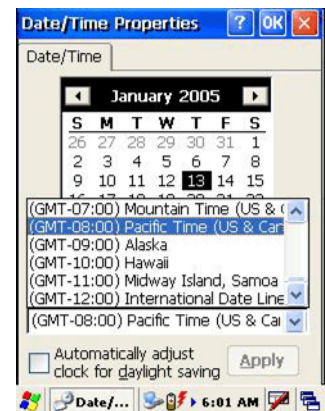 Date/Time Properties ? OK
Date/Time
January 2005
S M T W T F S
26 27 28 29 30 31 1
2 3 4 5 6 7 8
9 10 11 12 13 14 15
(GMT-07:00) Mountain Time (US & (
(GMT-08:00) Pacific Time (US & Can
(GMT-09:00) Alaska
(GMT-10:00) Hawaii
(GMT-11:00) Midway Island, Samoa
(GMT-12:00) International Date Line
(GMT-08:00) Pacific Time (US & Ca
Automatically adjust
clock for daylight saving
Apply
Date/... 6:01 AM